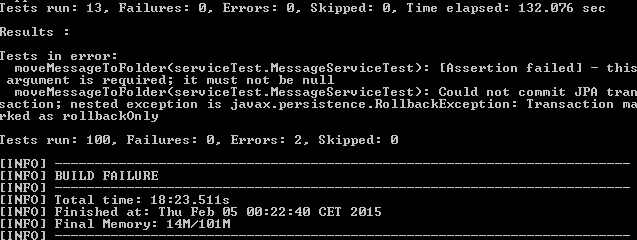 Tests run: 13, Failures: 0, Errors: 0, Skipped: 0, Time elapsed: 132.076 sec
Results :
Tests in error:
  moveMessageToFolder(serviceTest.MessageServiceTest): [Assertion failed] - this
 argument is required; it must not be null
  moveMessageToFolder(serviceTest.MessageServiceTest): Could not commit JPA tran
saction; nested exception is javax.persistence.RollbackException: Transaction ma
rked as rollbackOnly
Tests run: 100, Failures: 0, Errors: 2, Skipped: 0
[INFO] ------------------------------------------------------------------------
[INFO] BUILD FAILURE
[INFO] ------------------------------------------------------------------------
[INFO] Total time: 18:23.511s
[INFO] Finished at: Thu Feb 05 00:22:40 CET 2015
[INFO] Final Memory: 14M/101M
[INFO] ------------------------------------------------------------------------